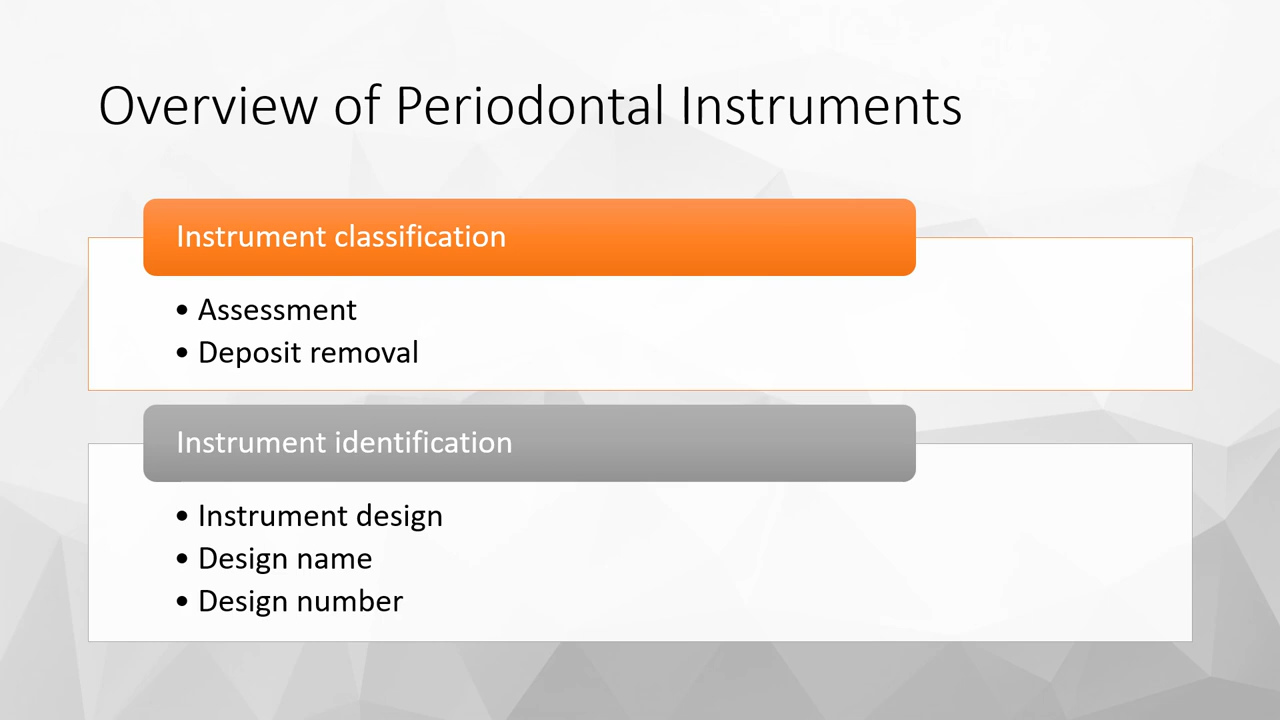 Overview of Periodontal Instruments
Instrument classification
• Assessment
• Deposit removal
Instrument identification
• Instrument design
• Design name
• Design number